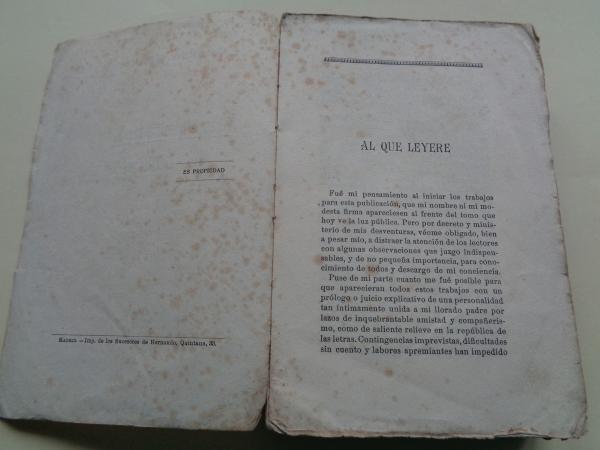 ES PROPIEDAD
MADRID.—Imp. de los Sucesores de Hernando, Quintana, 33.
AL QUE LEYERE
Fué mi pensamiento al iniciar los trabajos
para esta publicación, que mi nombre ni mi mo-
desta firma apareciesen al frente del tomo que
hoy ve la luz pública. Pero por decreto y minis-
terio de mis desventuras, véome obligado, bien
a pesar mío, a distraer la atención de los lectores
con algunas observaciones que juzgo indispen-
sables, y de no pequeña importancia, para cono-
cimiento de todos y descargo de mi conciencia.
Puse de mi parte cuanto me fué posible para
que aparecieran todos estos trabajos con un
prólogo o juicio explicativo de una personalidad
tan íntimamente unida a mi llorado padre por
lazos de inquebrantable amistad y compañeris-
mo, como de saliente relieve en la república de
las letras. Contingencias imprevistas, dificultades
sin cuento y labores apremiantes han impedido